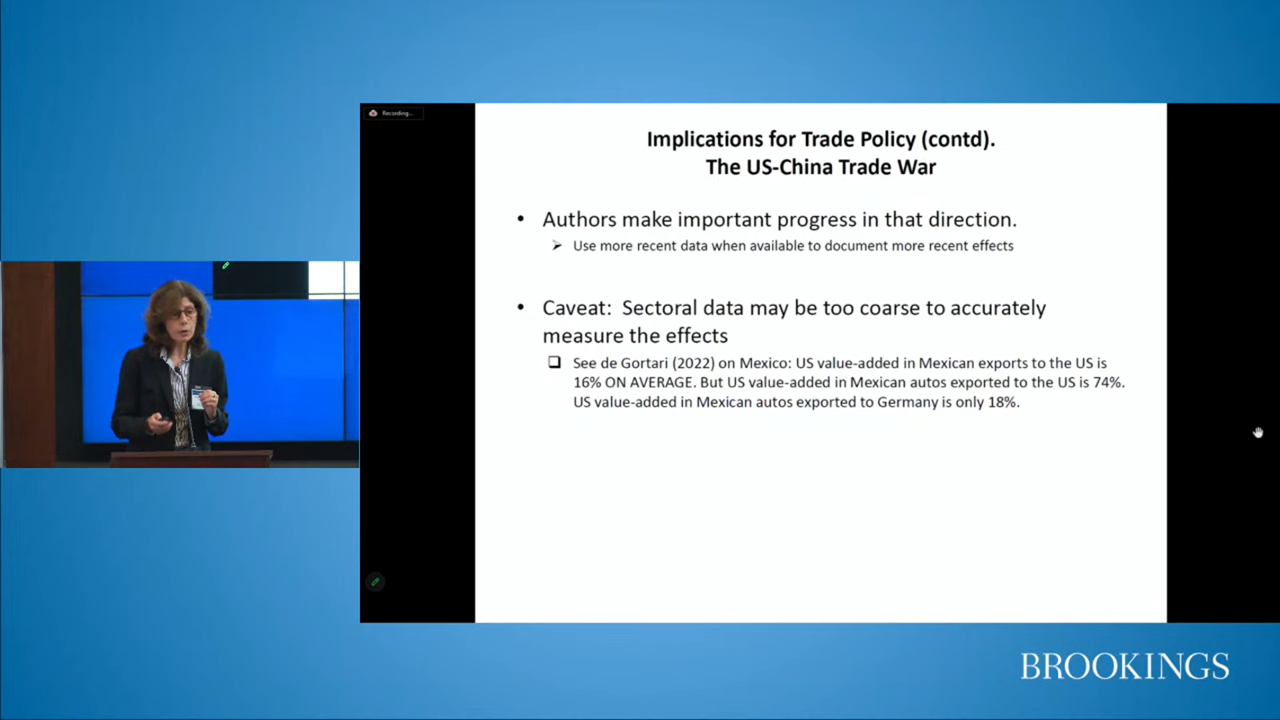 Recording...
Implications for Trade Policy (contd).
The US-China Trade War
• Authors make important progress in that direction.
➢ Use more recent data when available to document more recent effects
• Caveat: Sectoral data may be too coarse to accurately
measure the effects
❑ See de Gortari (2022) on Mexico: US value-added in Mexican exports to the US is
16% ON AVERAGE. But US value-added in Mexican autos exported to the US is 74%.
US value-added in Mexican autos exported to Germany is only 18%.
BROOKINGS